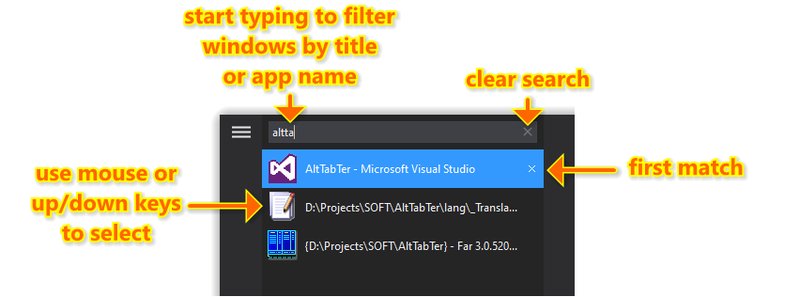 start typing to filter
windows by title
or app name
clear search
altta
AltTabTer - Microsoft Visual Studio
first match
use mouse or
up/down keys
to select
D:\Projects\SOFT\AltTabTer\lang\_Transla...
{D:\Projects\SOFT\AltTabTer} - Far 3.0.520...